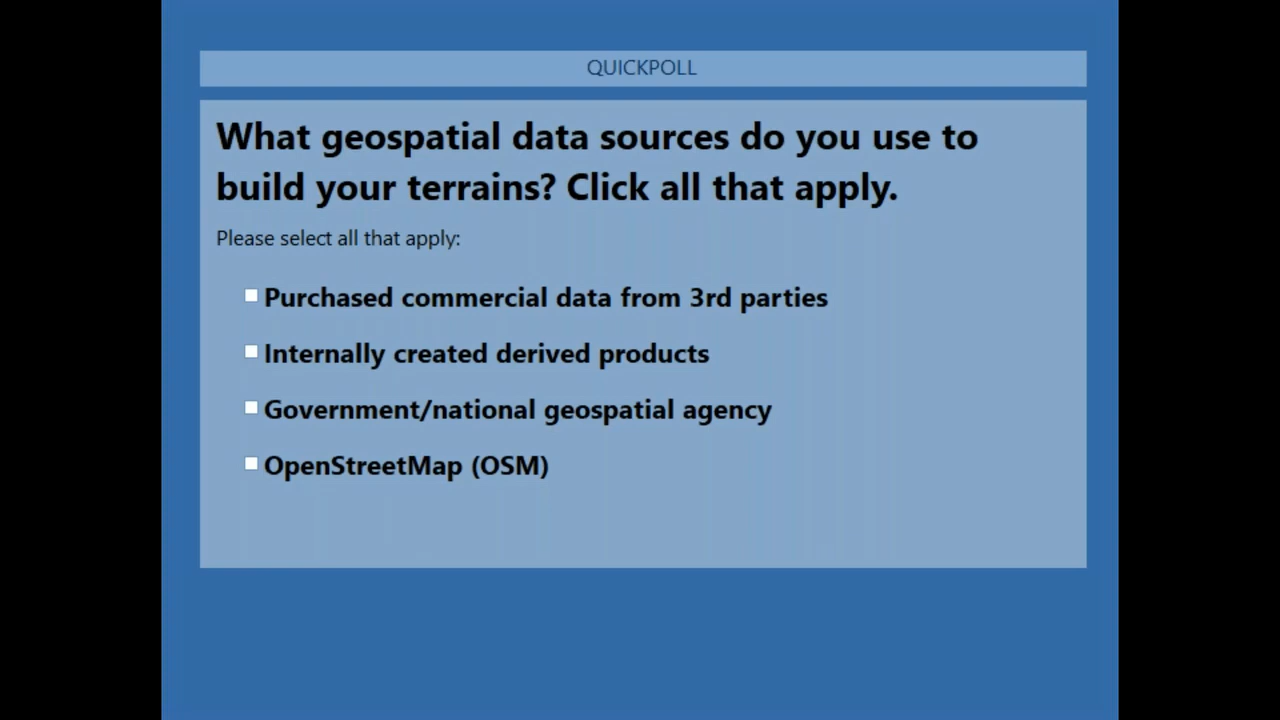 QUICKPOLL
What geospatial data sources do you use to
build your terrains? Click all that apply.
Please select all that apply:
Purchased commercial data from 3rd parties
Internally created derived products
Government/national geospatial agency
OpenStreetMap (OSM)